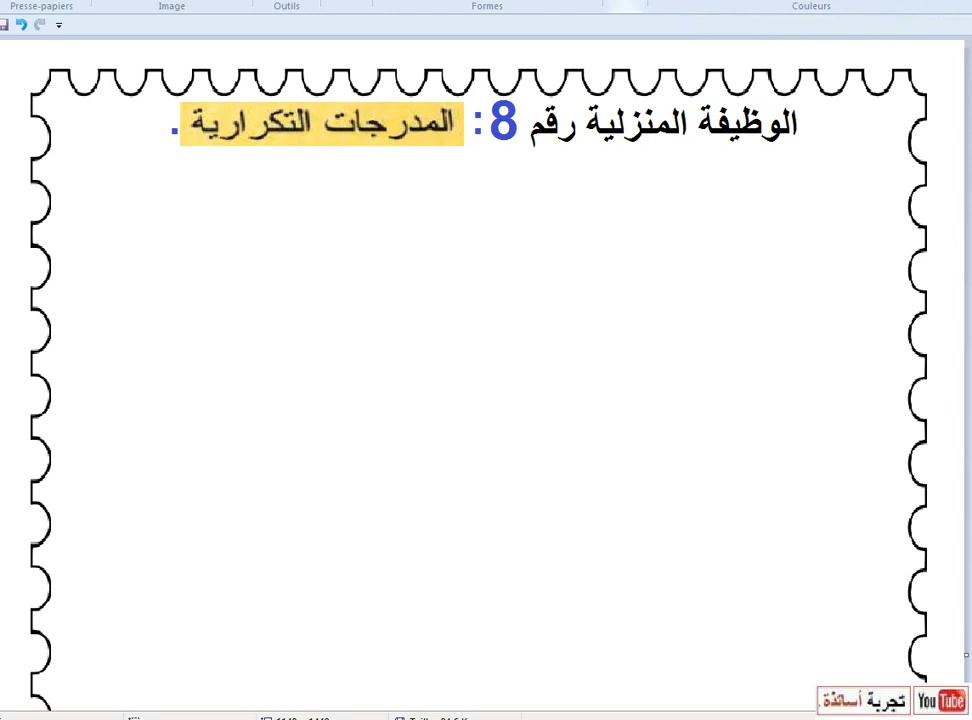 Presse-papiers Image Outils Formes Couleurs
الوظيفة المنزلية رقم 8 : المدرجات التكرارية .
تجربة أساتذة. YouTube